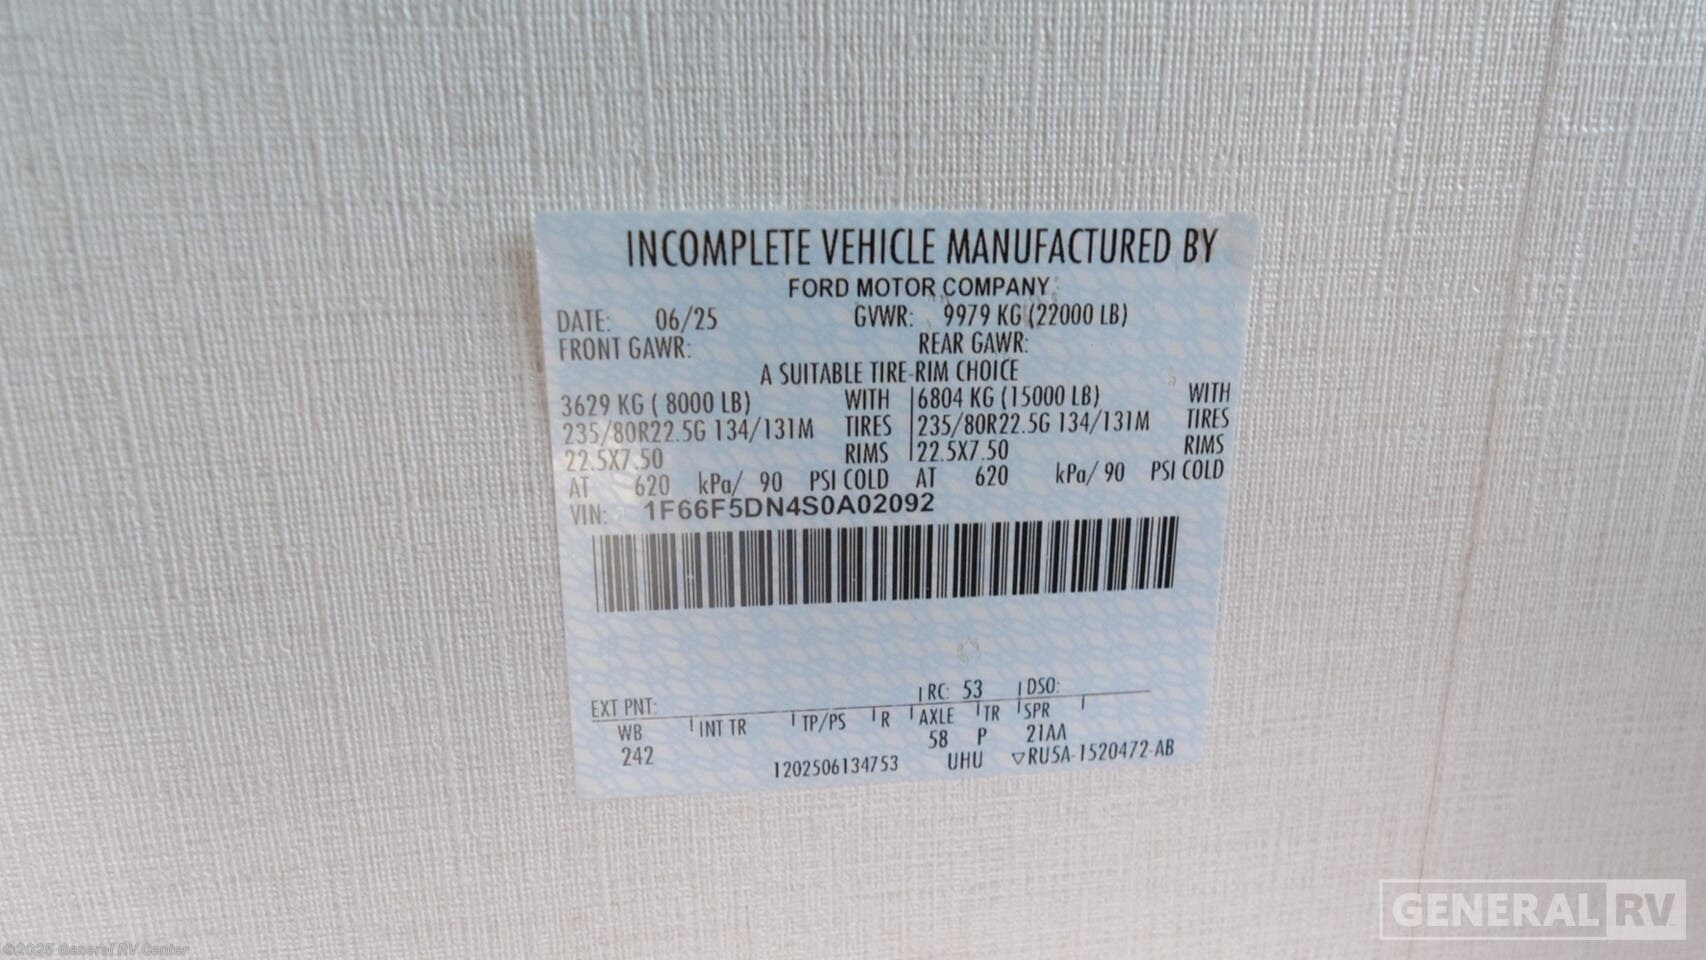 INCOMPLETE VEHICLE MANUFACTURED BY
FORD MOTOR COMPANY
DATE: 06/25 GVWR: 9979 KG (22000 LB)
FRONT GAWR: REAR GAWR:
A SUITABLE TIRE-RIM CHOICE
3629 KG ( 8000 LB) WITH 6804 KG (15000 LB) WITH
235/80R22.5G 134/131M TIRES 235/80R22.5G 134/131M TIRES
22.5X7.50 RIMS 22.5X7.50 RIMS
AT 620 kPa/ 90 PSI COLD AT 620 kPa/ 90 PSI COLD
VIN: 1F66F5DN4S0A02092
EXT PNT: RC: 53 DSO:
WB INT TR TP/PS R AXLE TR SPR
242 58 P 21AA
1202506134753 UHU ▽RU5A-1520472-AB
GENERAL RV
©2025 General RV Center